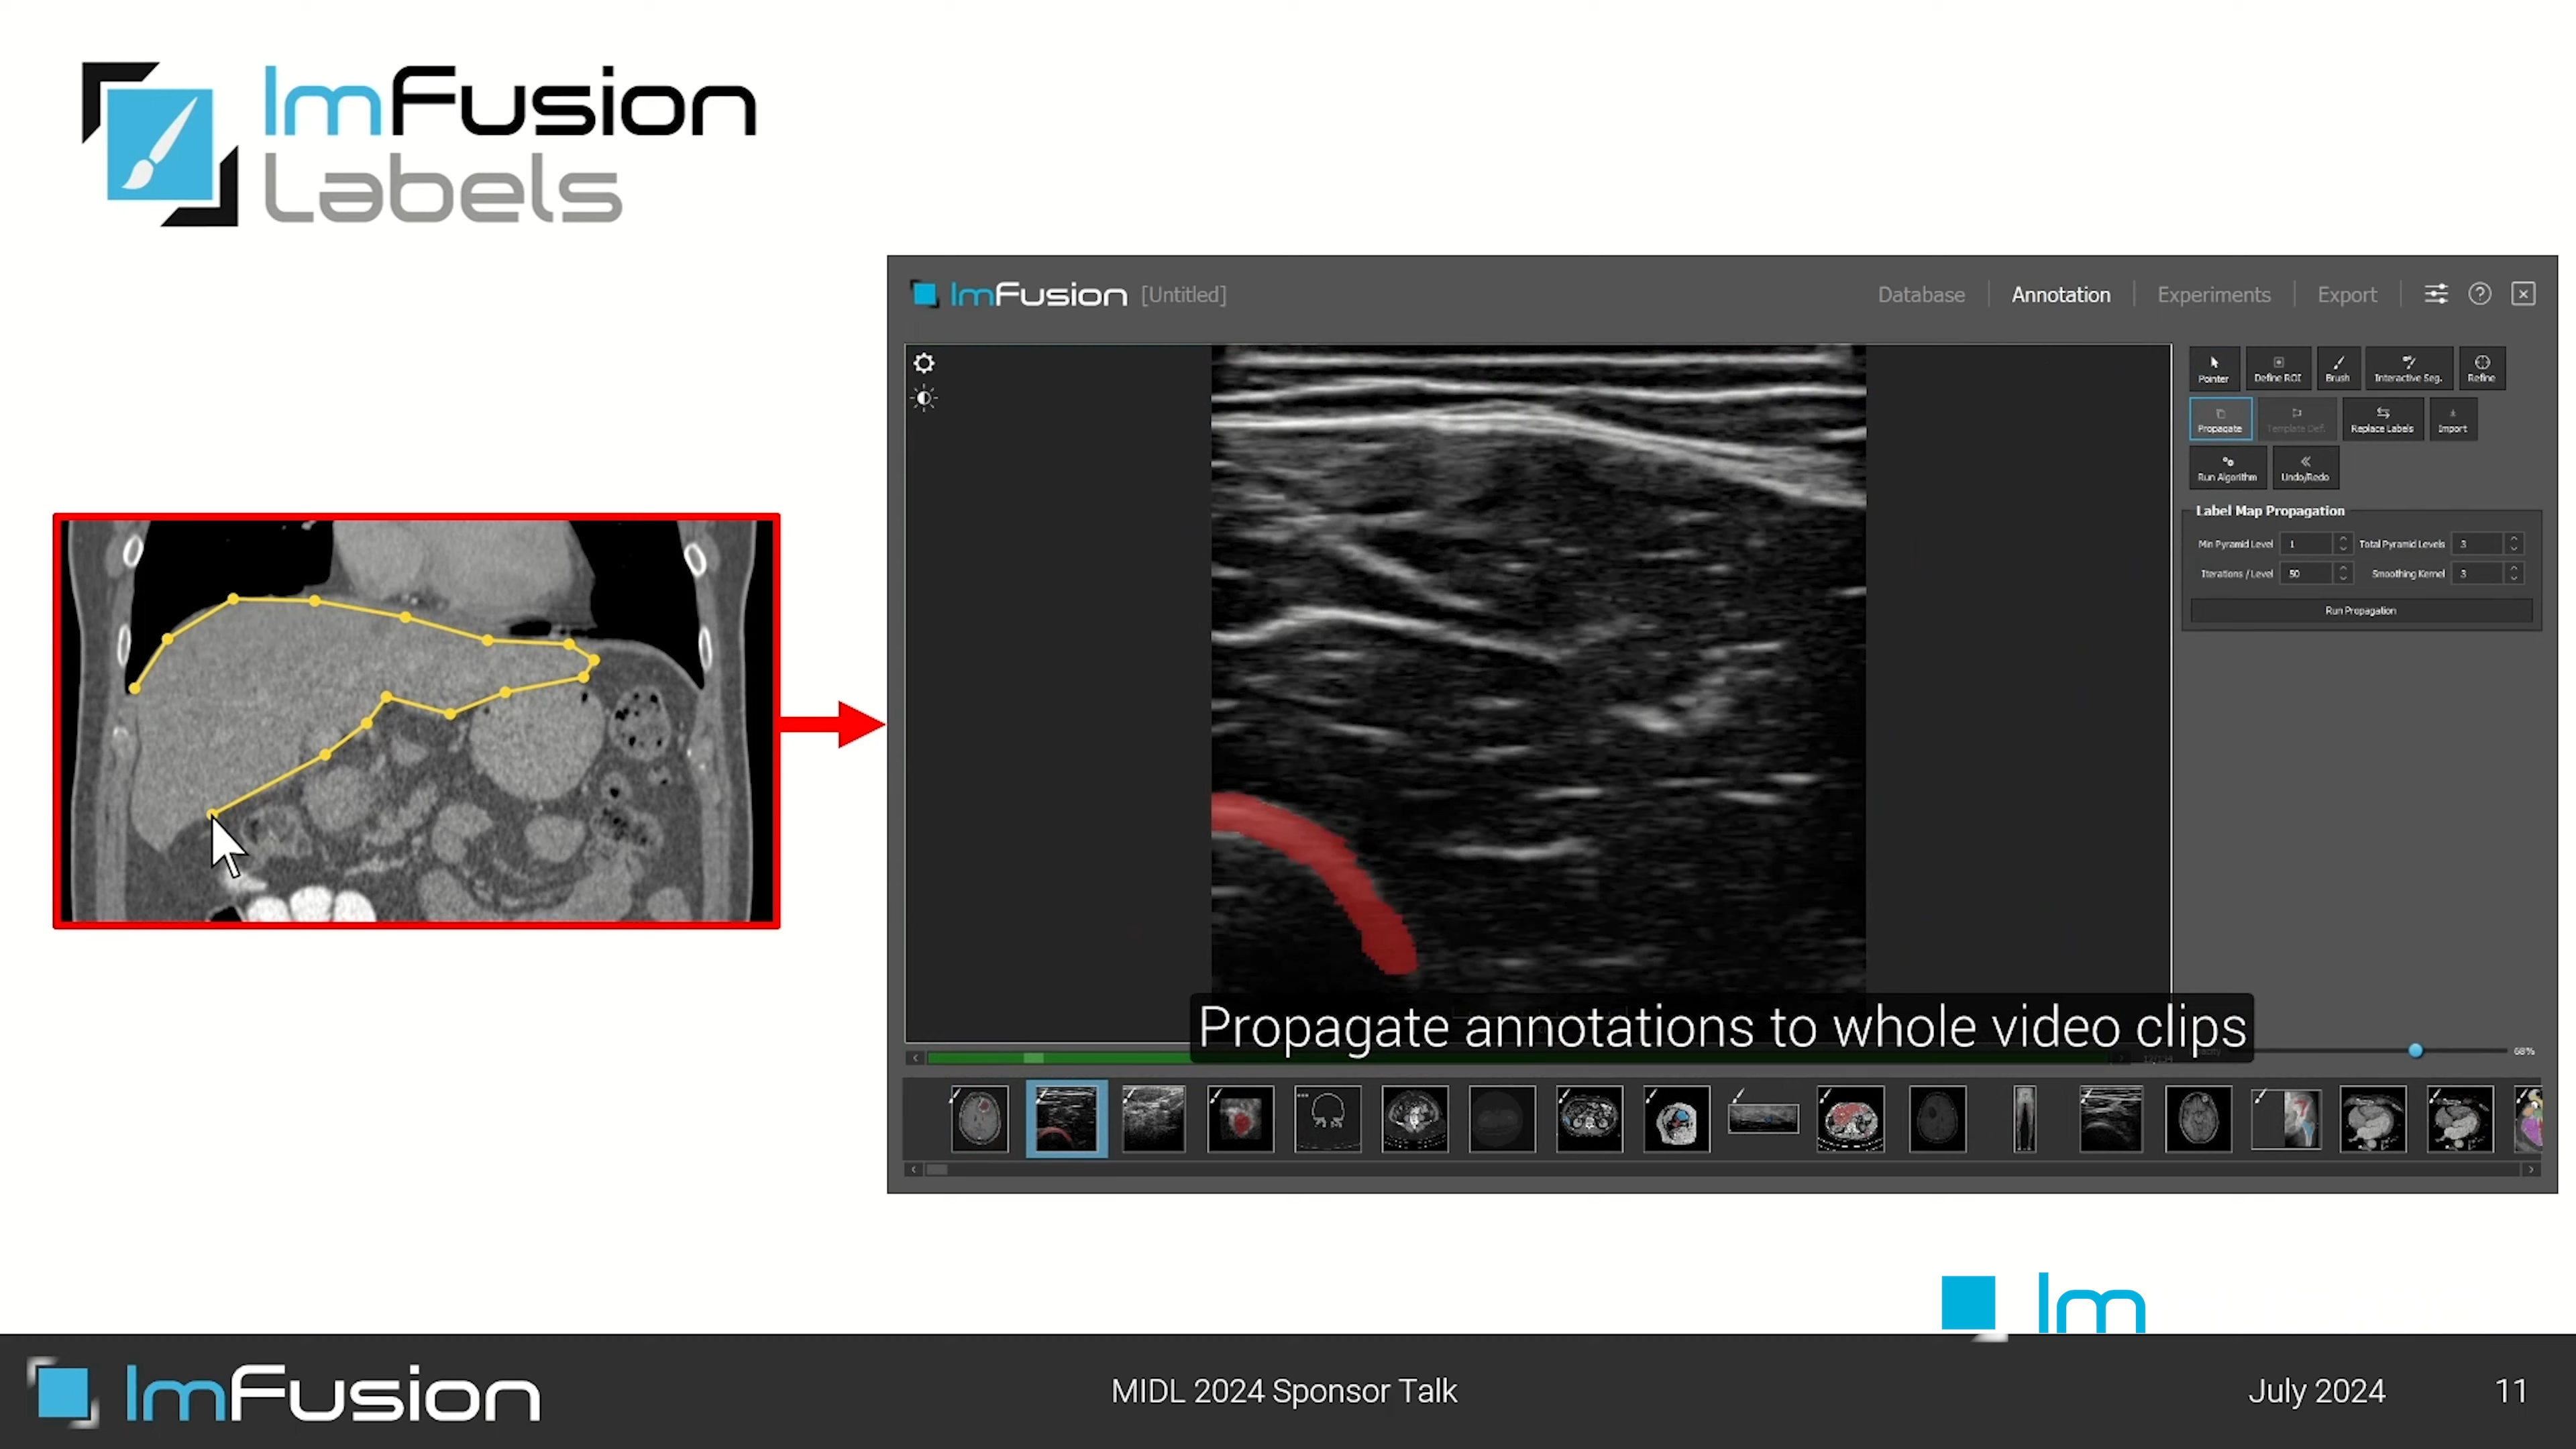 ImFusion
Labels
ImFusion [Untitled]
Database Annotation Experiments Export
Pointer Define ROI Brush Interactive Seg. Refine
Propagate Template Def. Replace Labels Import
Run Algorithm Undo/Redo
Label Map Propagation
Min Pyramid Level 1 Total Pyramid Levels 3
Iterations / Level 50 Smoothing Kernel 3
Run Propagation
Propagate annotations to whole video clips
68%
Im
ImFusion
MIDL 2024 Sponsor Talk
July 2024
11